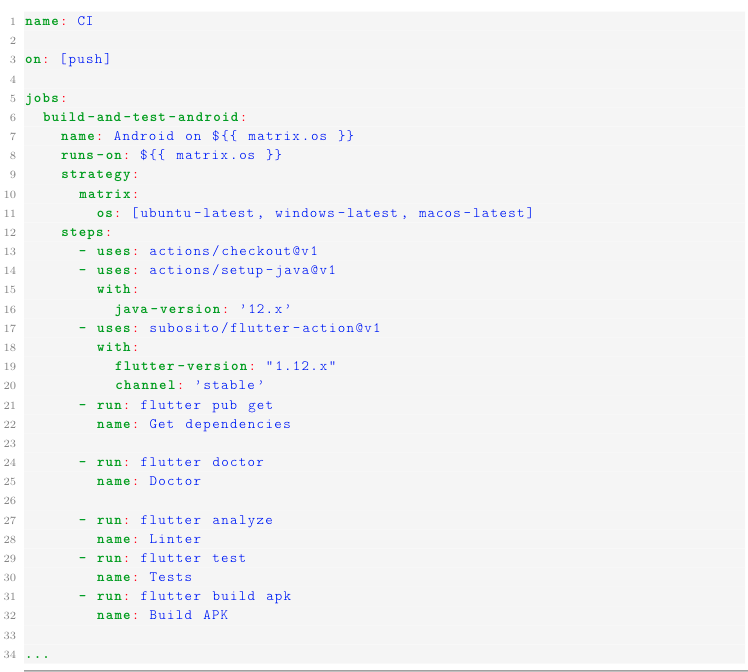 1 name: CI
2
3 on: [push]
4
5 jobs:
6   build-and-test-android:
7     name: Android on ${{ matrix.os }}
8     runs-on: ${{ matrix.os }}
9     strategy:
10       matrix:
11         os: [ubuntu-latest, windows-latest, macos-latest]
12     steps:
13       - uses: actions/checkout@v1
14       - uses: actions/setup-java@v1
15         with:
16           java-version: '12.x'
17       - uses: subosito/flutter-action@v1
18         with:
19           flutter-version: "1.12.x"
20           channel: 'stable'
21       - run: flutter pub get
22         name: Get dependencies
23
24       - run: flutter doctor
25         name: Doctor
26
27       - run: flutter analyze
28         name: Linter
29       - run: flutter test
30         name: Tests
31       - run: flutter build apk
32         name: Build APK
33
34 ...